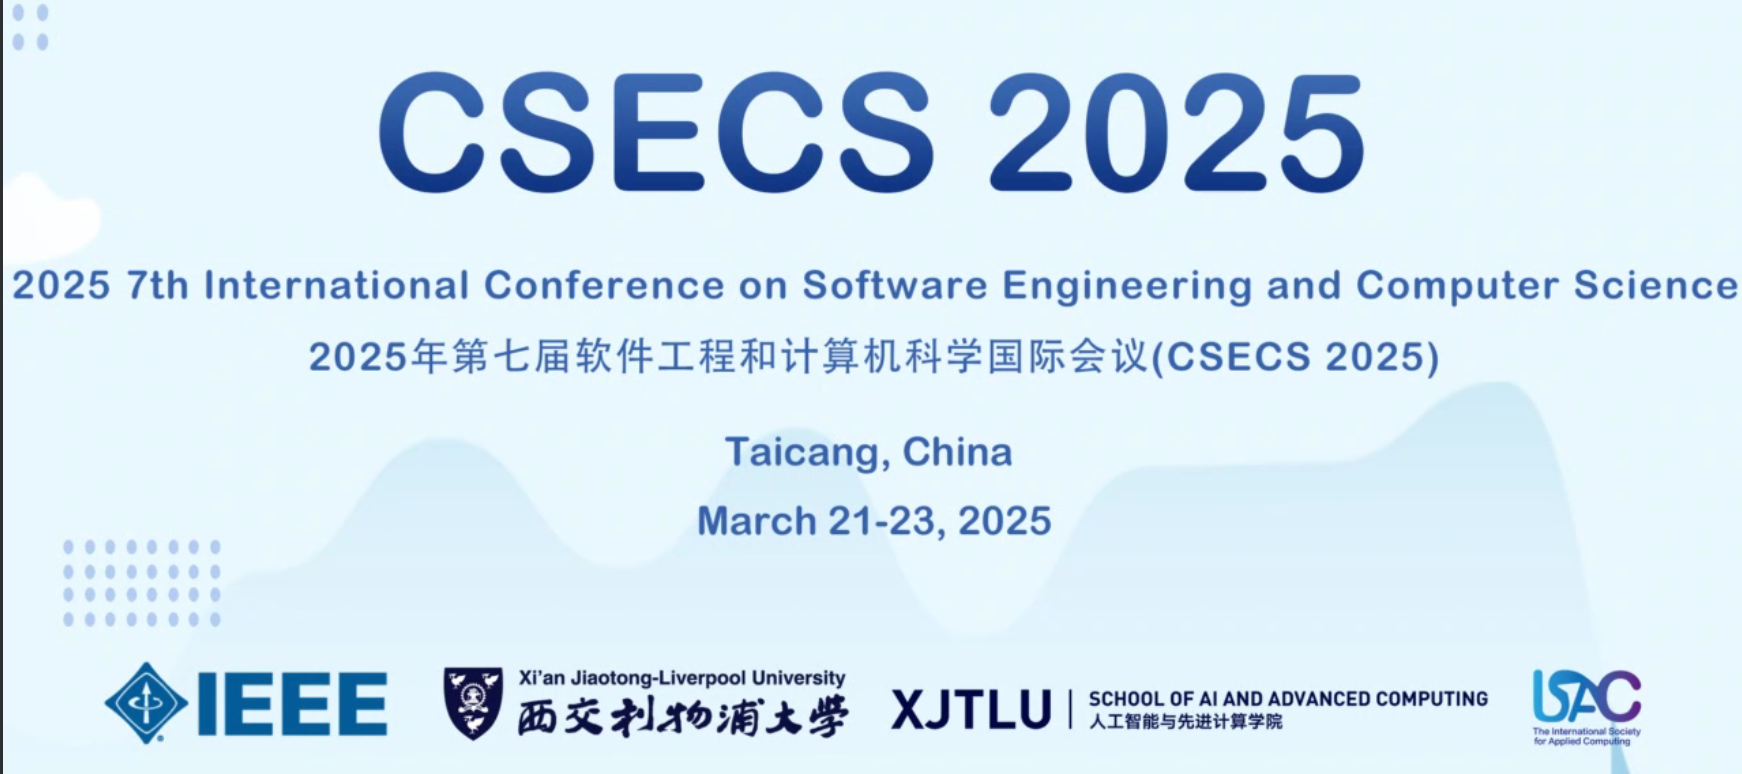 CSECS 2025
2025 7th International Conference on Software Engineering and Computer Science
2025年第七届软件工程和计算机科学国际会议(CSECS 2025)
Taicang, China
March 21-23, 2025
IEEE
Xi'an Jiaotong-Liverpool University
西交利物浦大学
XJTLU
SCHOOL OF AI AND ADVANCED COMPUTING
人工智能与先进计算学院
ISAC
The International Society
for Applied Computing